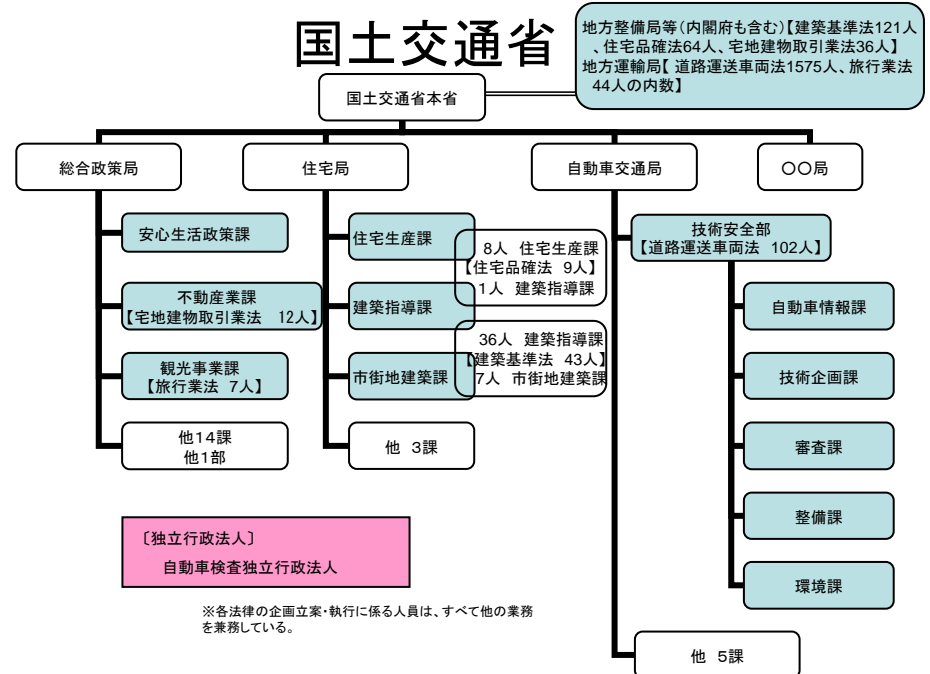 国土交通省
地方整備局等(内閣府も含む)【建築基準法121人
、住宅品確法64人、宅地建物取引業法36人】
地方運輸局【 道路運送車両法1575人、旅行業法
44人の内数】
国土交通省本省
総合政策局
住宅局
自動車交通局
〇〇局
安心生活政策課
不動産業課
【宅地建物取引業法 12人】
観光事業課
【旅行業法 7人】
他14課
他1部
住宅生産課
建築指導課
市街地建築課
他 3課
8人 住宅生産課
【住宅品確法 9人】
1人 建築指導課
36人 建築指導課
【建築基準法 43人】
7人 市街地建築課
技術安全部
【道路運送車両法 102人】
自動車情報課
技術企画課
審査課
整備課
環境課
他 5課
〔独立行政法人〕
自動車検査独立行政法人
※各法律の企画立案・執行に係る人員は、すべて他の業務
を兼務している。